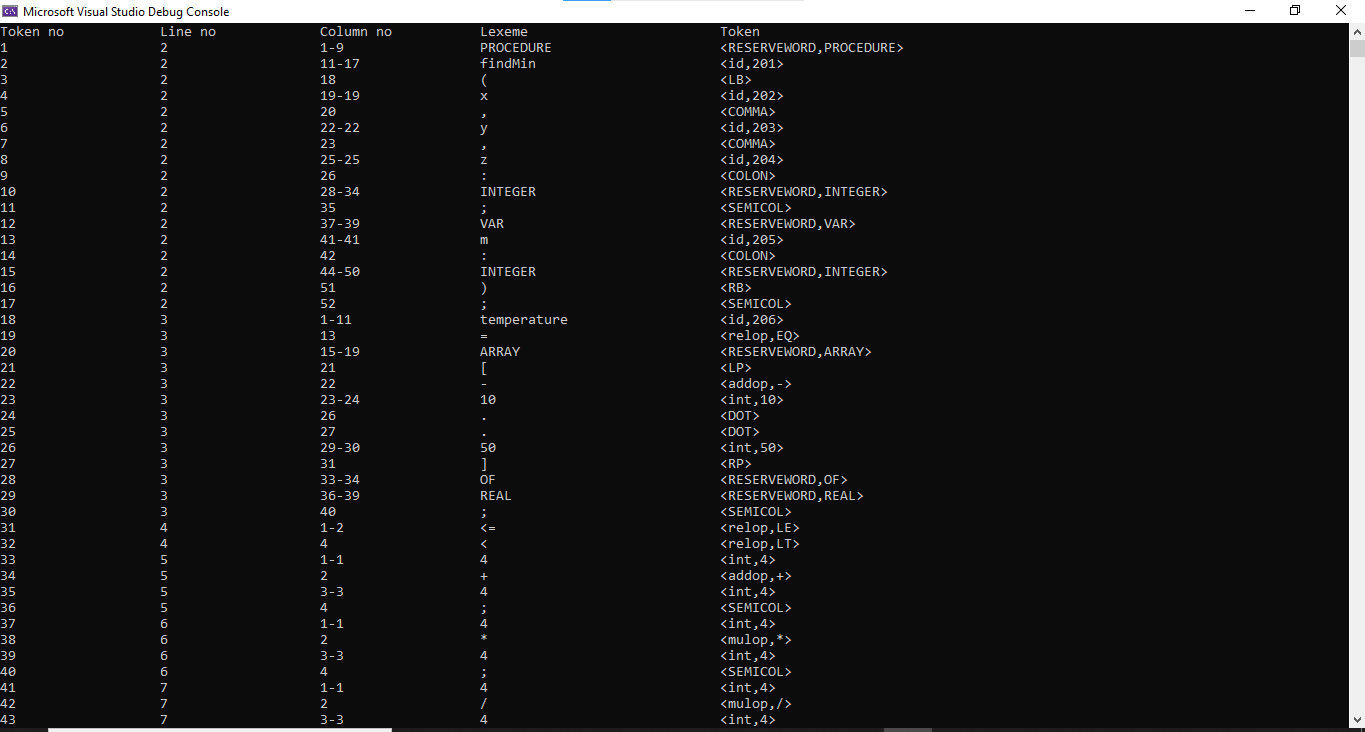 Microsoft Visual Studio Debug Console
Token no Line no Column no Lexeme Token
1 2 1-9 PROCEDURE <RESERVEWORD,PROCEDURE>
2 2 11-17 findMin <id,201>
3 2 18 ( <LB>
4 2 19-19 x <id,202>
5 2 20 , <COMMA>
6 2 22-22 y <id,203>
7 2 23 , <COMMA>
8 2 25-25 z <id,204>
9 2 26 : <COLON>
10 2 28-34 INTEGER <RESERVEWORD,INTEGER>
11 2 35 ; <SEMICOL>
12 2 37-39 VAR <RESERVEWORD,VAR>
13 2 41-41 m <id,205>
14 2 42 : <COLON>
15 2 44-50 INTEGER <RESERVEWORD,INTEGER>
16 2 51 ) <RB>
17 2 52 ; <SEMICOL>
18 3 1-11 temperature <id,206>
19 3 13 = <relop,EQ>
20 3 15-19 ARRAY <RESERVEWORD,ARRAY>
21 3 21 [ <LP>
22 3 22 - <addop,->
23 3 23-24 10 <int,10>
24 3 26 . <DOT>
25 3 27 . <DOT>
26 3 29-30 50 <int,50>
27 3 31 ] <RP>
28 3 33-34 OF <RESERVEWORD,OF>
29 3 36-39 REAL <RESERVEWORD,REAL>
30 3 40 ; <SEMICOL>
31 4 1-2 <= <relop,LE>
32 4 4 < <relop,LT>
33 5 1-1 4 <int,4>
34 5 2 + <addop,+>
35 5 3-3 4 <int,4>
36 5 4 ; <SEMICOL>
37 6 1-1 4 <int,4>
38 6 2 * <mulop,*>
39 6 3-3 4 <int,4>
40 6 4 ; <SEMICOL>
41 7 1-1 4 <int,4>
42 7 2 / <mulop,/>
43 7 3-3 4 <int,4>